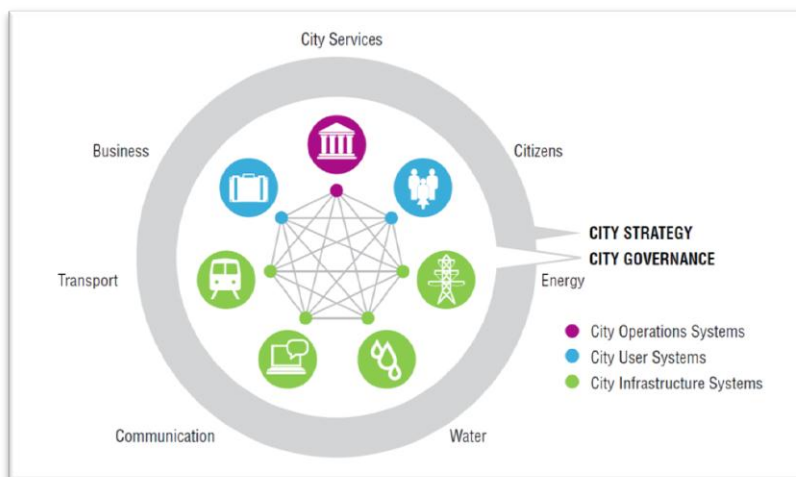 City Services
Business
Citizens
CITY STRATEGY
CITY GOVERNANCE
Transport
Energy
City Operations Systems
City User Systems
City Infrastructure Systems
Communication
Water